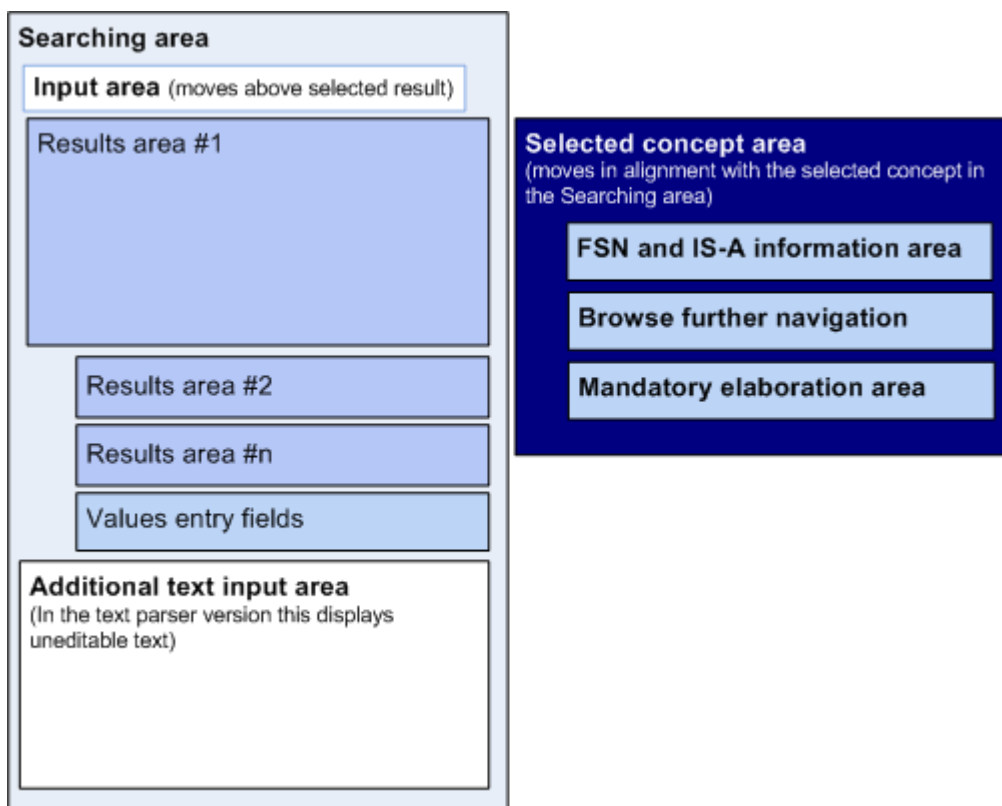 Searching area
Input area (moves above selected result)
Results area #1
Results area #2
Results area #n
Values entry fields
Additional text input area
(In the text parser version this displays
uneditable text)
Selected concept area
(moves in alignment with the selected concept in
the Searching area)
FSN and IS-A information area
Browse further navigation
Mandatory elaboration area